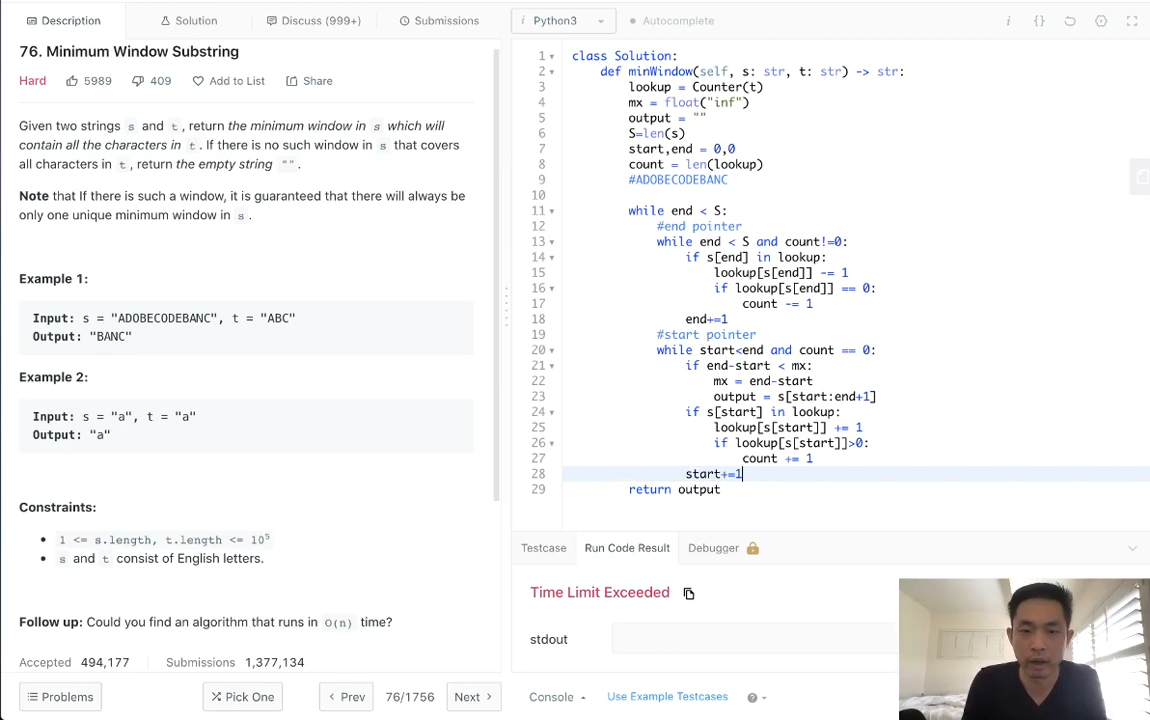 Description
Solution
Discuss (999+)
Submissions
i Python3
Autocomplete
i {}
76. Minimum Window Substring
Hard 5989 409 Add to List Share
Given two strings s and t, return the minimum window in s which will
contain all the characters in t. If there is no such window in s that covers
all characters in t, return the empty string "".
Note that If there is such a window, it is guaranteed that there will always be
only one unique minimum window in s.
Example 1:
Input: s = "ADOBECODEBANC", t = "ABC"
Output: "BANC"
Example 2:
Input: s = "a", t = "a"
Output: "a"
Constraints:
• 1 <= s.length, t.length <= 10⁵
• s and t consist of English letters.
Follow up: Could you find an algorithm that runs in O(n) time?
Accepted 494,177 Submissions 1,377,134
Problems
Pick One
< Prev
76/1756
Next >
1 class Solution:
2 def minWindow(self, s: str, t: str) -> str:
3 lookup = Counter(t)
4 mx = float("inf")
5 output = ""
6 S=len(s)
7 start,end = 0,0
8 count = len(lookup)
9 #ADOBECODEBANC
10
11 while end < S:
12 #end pointer
13 while end < S and count!=0:
14 if s[end] in lookup:
15 lookup[s[end]] -= 1
16 if lookup[s[end]] == 0:
17 count -= 1
18 end+=1
19 #start pointer
20 while start<end and count == 0:
21 if end-start < mx:
22 mx = end-start
23 output = s[start:end+1]
24 if s[start] in lookup:
25 lookup[s[start]] += 1
26 if lookup[s[start]]>0:
27 count += 1
28 start+=1
29 return output
Testcase
Run Code Result
Debugger
Time Limit Exceeded
stdout
Console
Use Example Testcases
?